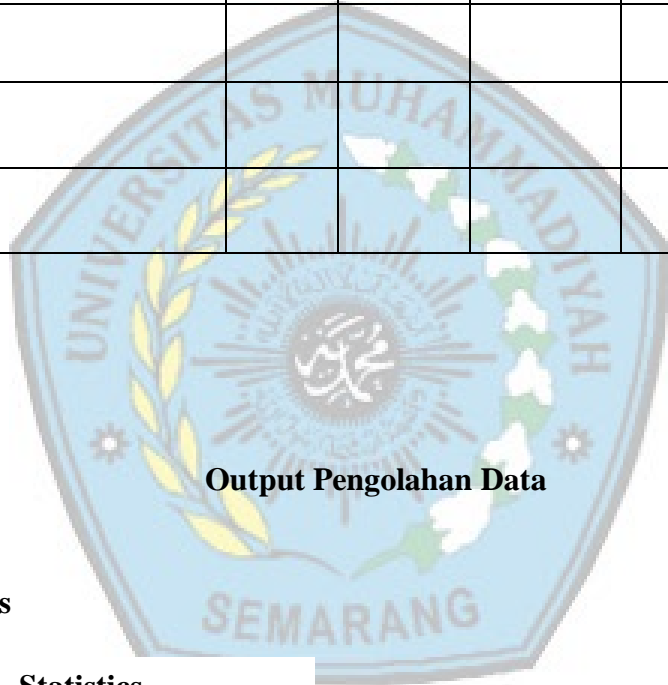 UNIVERSITAS MUHAMMADIYAH
Output Pengolahan Data
s
SEMARANG
Statistics